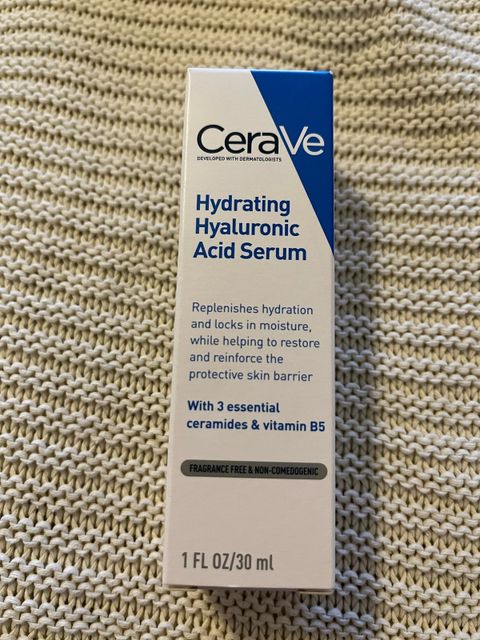 CeraVe
DEVELOPED WITH DERMATOLOGISTS
Hydrating
Hyaluronic
Acid Serum
Replenishes hydration
and locks in moisture,
while helping to restore
and reinforce the
protective skin barrier
With 3 essential
ceramides & vitamin B5
FRAGRANCE FREE & NON-COMEDOGENIC
1 FL OZ/30 ml